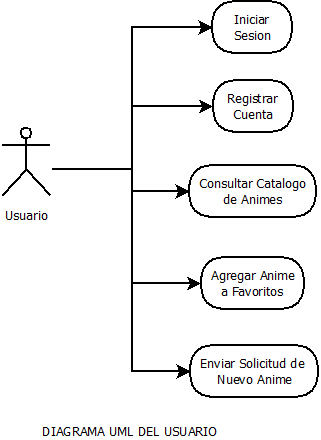 Iniciar
Sesion
Registrar
Cuenta
Usuario
Consultar Catalogo
de Animes
Agregar Anime
a Favoritos
Enviar Solicitud de
Nuevo Anime
DIAGRAMA UML DEL USUARIO